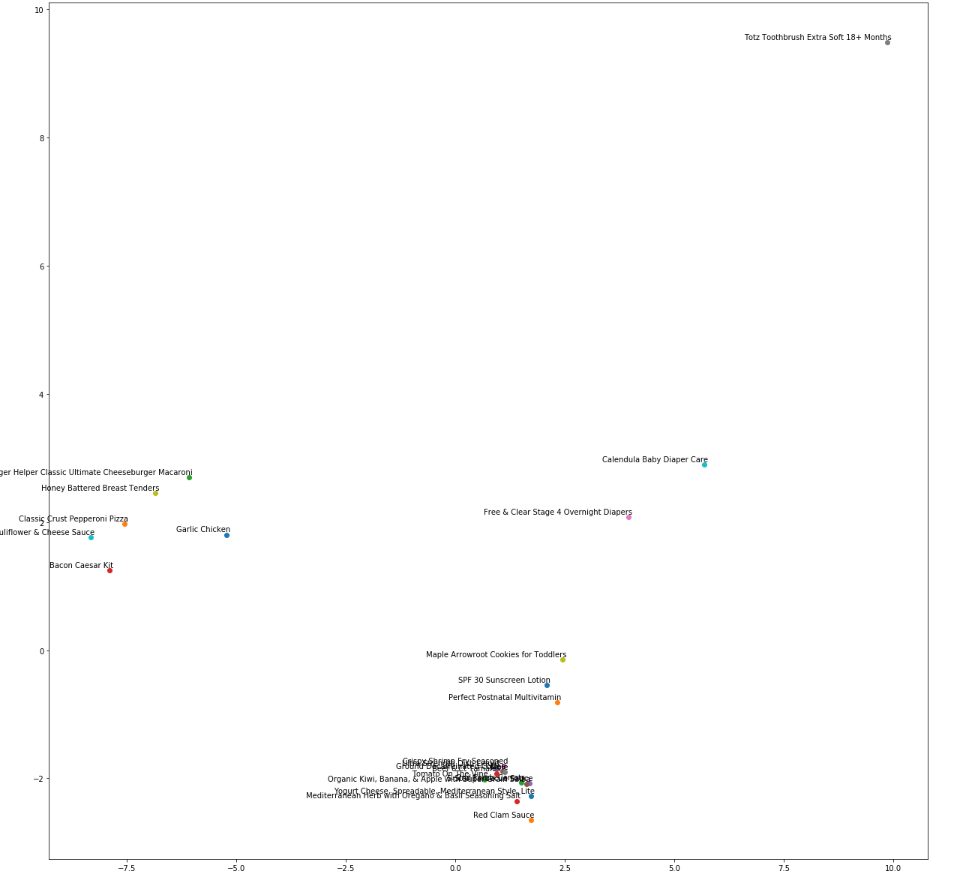 10
Totz Toothbrush Extra Soft 18+ Months
8
6
4
Calendula Baby Diaper Care
ger Helper Classic Ultimate Cheeseburger Macaroni
Honey Battered Breast Tenders
Free & Clear Stage 4 Overnight Diapers
Classic Crust Pepperoni Pizza
2
Garlic Chicken
uliflower & Cheese Sauce
Bacon Caesar Kit
0
Maple Arrowroot Cookies for Toddlers
SPF 30 Sunscreen Lotion
Perfect Postnatal Multivitamin
Crispy Shrimp Fry Seasoned
Tomato On The Vine
−2
Organic Kiwi, Banana, & Apple with
Yogurt Cheese, Spreadable, Mediterranean Style, Lite
Mediterranean Herb with Oregano & Basil Seasoning Salt
Red Clam Sauce
−7.5
−5.0
−2.5
0.0
2.5
5.0
7.5
10.0